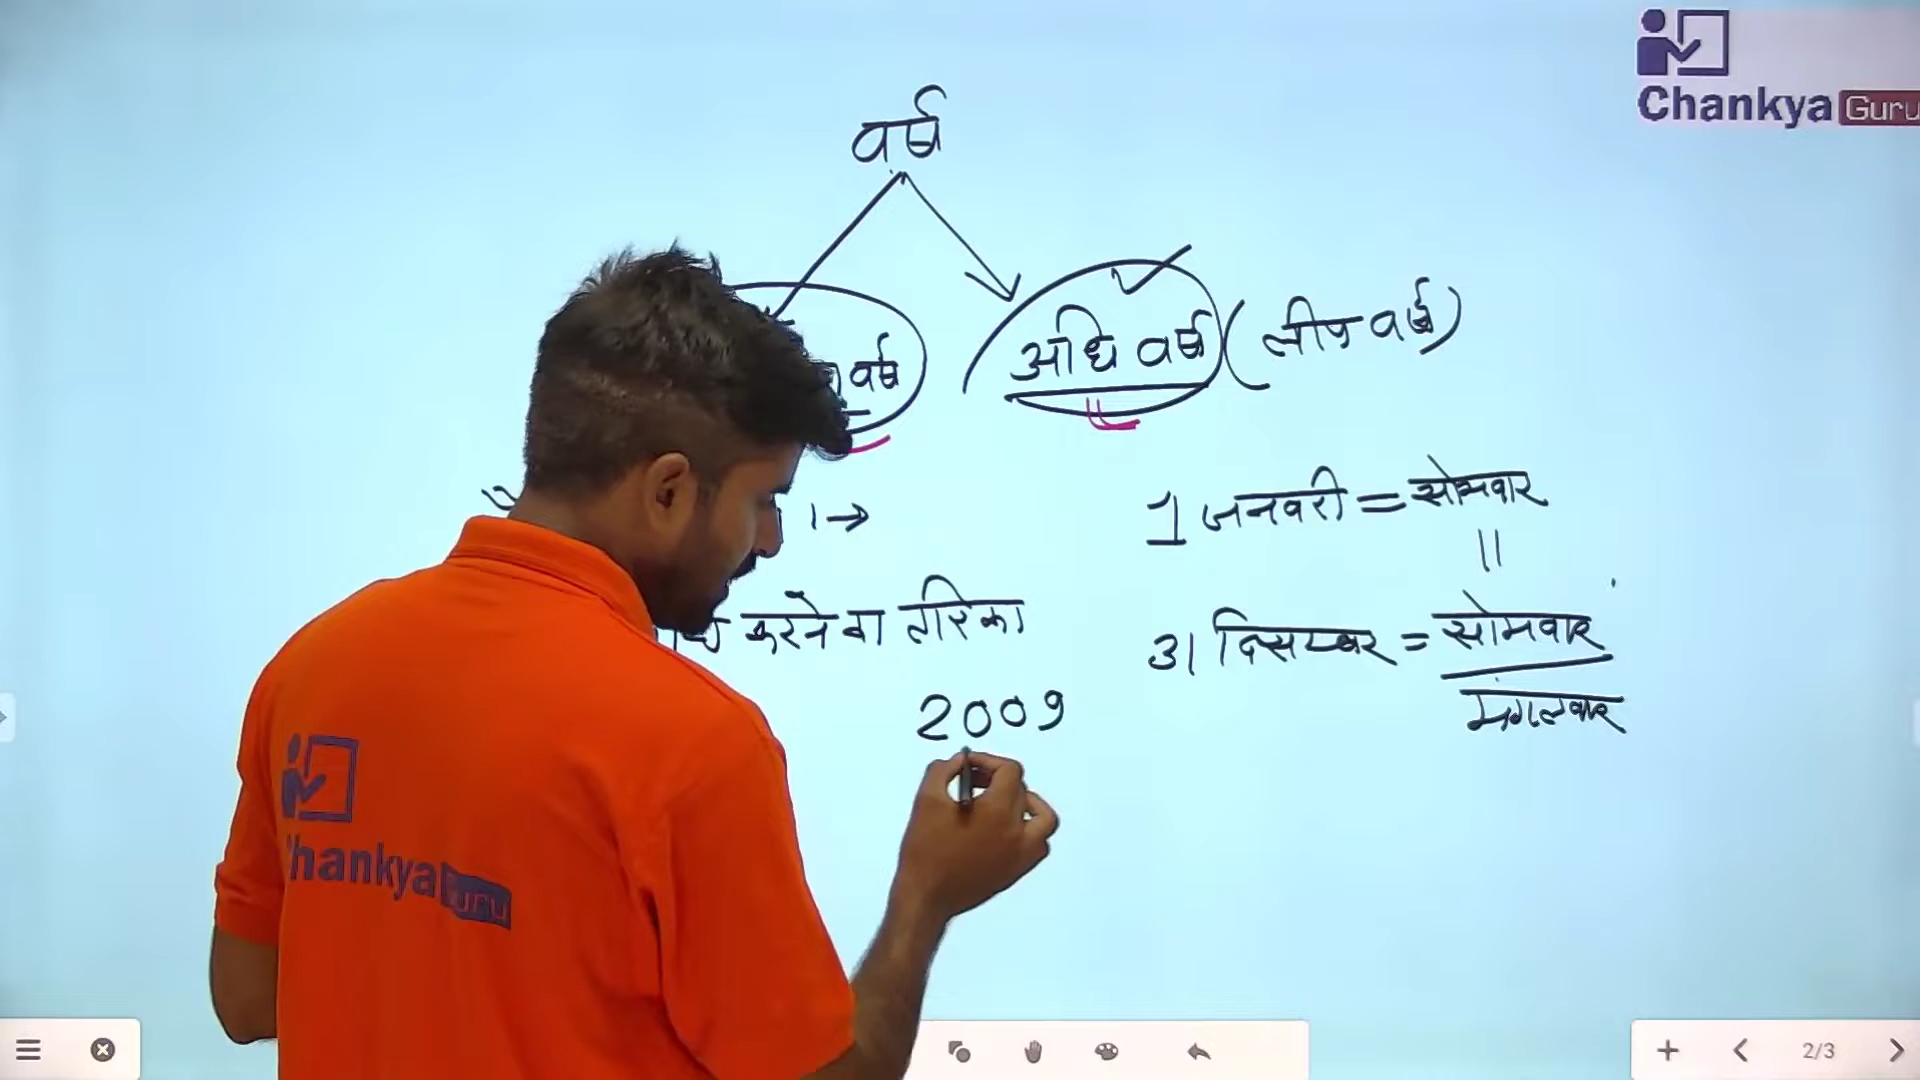 Chankya Guru
वर्ष
वर्ष
अधि वर्ष (लीप वर्ष)
1 जनवरी = सोमवार
||
करने का तरिका
31 दिसम्बर = सोमवार
मंगलवार
2009
hankya Guru
2/3